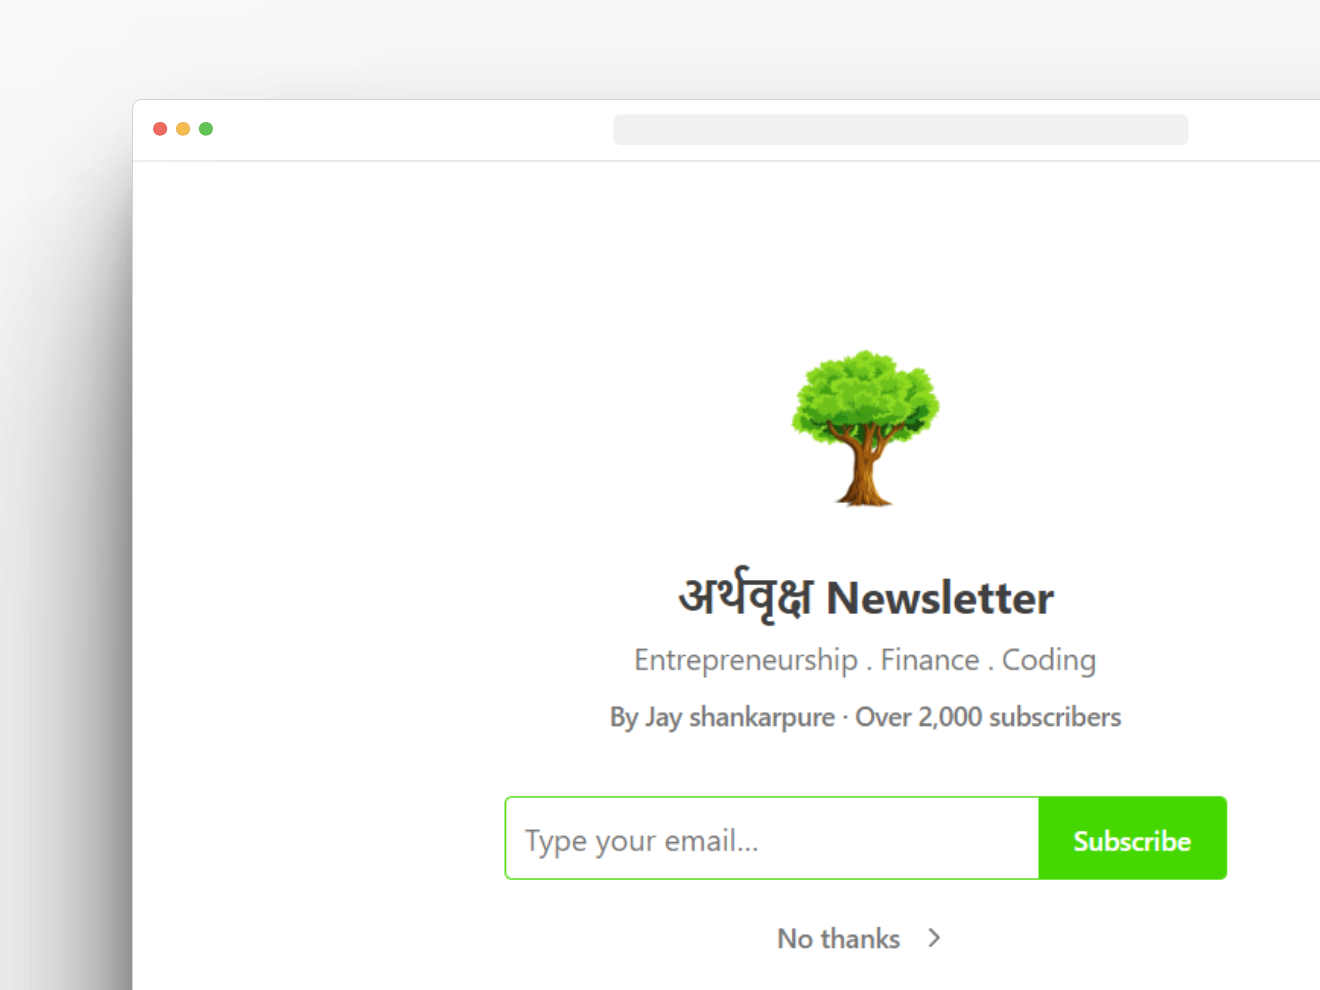 अर्थवृक्ष Newsletter
Entrepreneurship . Finance . Coding
By Jay shankarpure · Over 2,000 subscribers
Type your email...
Subscribe
No thanks